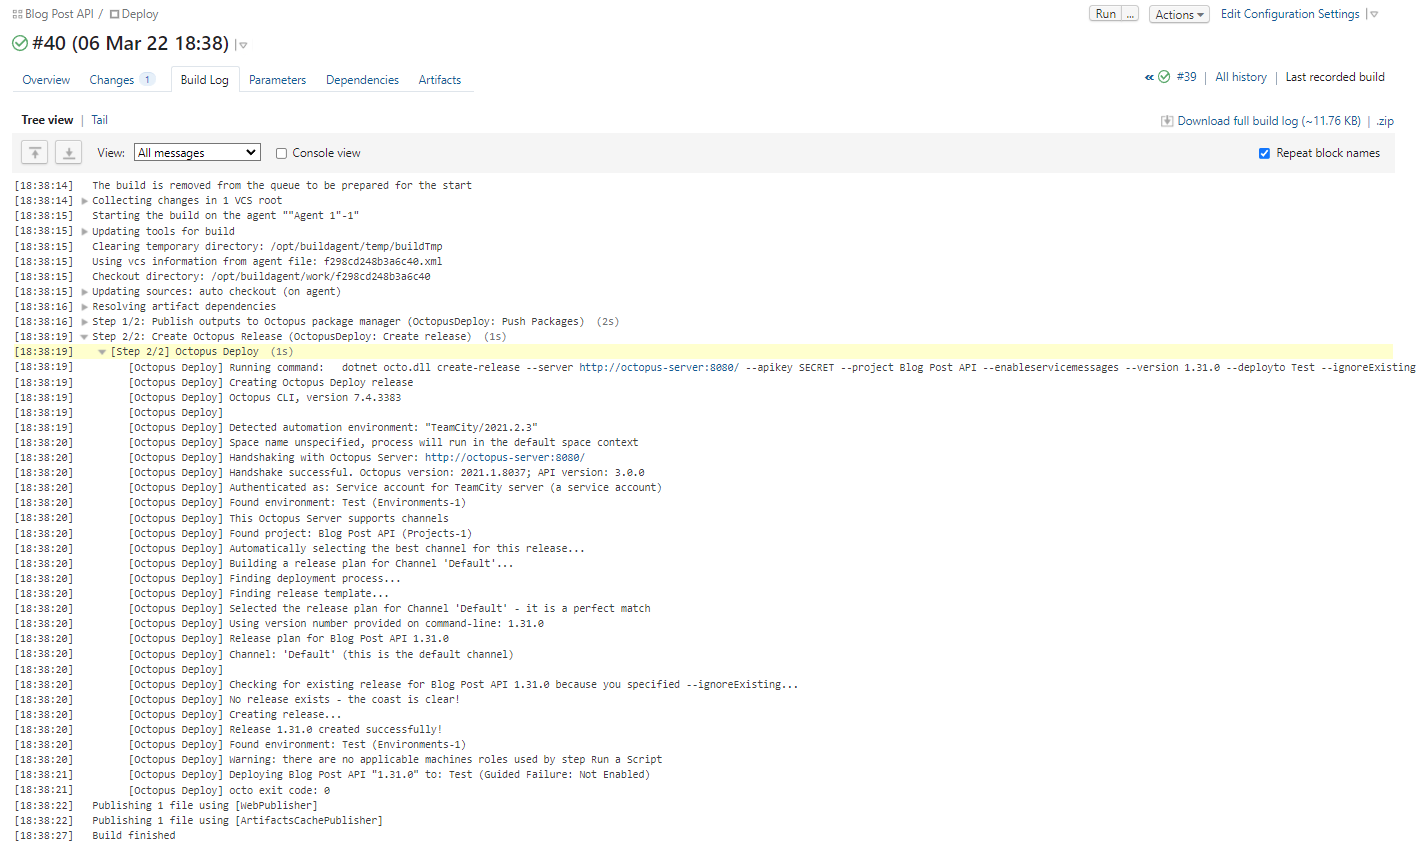 Blog Post API / Deploy
Run ... Actions Edit Configuration Settings
#40 (06 Mar 22 18:38)
Overview Changes 1 Build Log Parameters Dependencies Artifacts
« #39 | All history | Last recorded build
Tree view | Tail
Download full build log (~11.76 KB) | .zip
View: All messages Console view Repeat block names
[18:38:14] The build is removed from the queue to be prepared for the start
[18:38:14] Collecting changes in 1 VCS root
[18:38:15] Starting the build on the agent ""Agent 1"-1"
[18:38:15] Updating tools for build
[18:38:15] Clearing temporary directory: /opt/buildagent/temp/buildTmp
[18:38:15] Using vcs information from agent file: f298cd248b3a6c40.xml
[18:38:15] Checkout directory: /opt/buildagent/work/f298cd248b3a6c40
[18:38:15] Updating sources: auto checkout (on agent)
[18:38:16] Resolving artifact dependencies
[18:38:16] Step 1/2: Publish outputs to Octopus package manager (OctopusDeploy: Push Packages) (2s)
[18:38:19] Step 2/2: Create Octopus Release (OctopusDeploy: Create release) (1s)
[18:38:19] [Step 2/2] Octopus Deploy (1s)
[18:38:19] [Octopus Deploy] Running command: dotnet octo.dll create-release --server http://octopus-server:8080/ --apikey SECRET --project Blog Post API --enableservicemessages --version 1.31.0 --deployto Test --ignoreExisting
[18:38:19] [Octopus Deploy] Creating Octopus Deploy release
[18:38:19] [Octopus Deploy] Octopus CLI, version 7.4.3383
[18:38:19] [Octopus Deploy]
[18:38:19] [Octopus Deploy] Detected automation environment: "TeamCity/2021.2.3"
[18:38:20] [Octopus Deploy] Space name unspecified, process will run in the default space context
[18:38:20] [Octopus Deploy] Handshaking with Octopus Server: http://octopus-server:8080/
[18:38:20] [Octopus Deploy] Handshake successful. Octopus version: 2021.1.8037; API version: 3.0.0
[18:38:20] [Octopus Deploy] Authenticated as: Service account for TeamCity server (a service account)
[18:38:20] [Octopus Deploy] Found environment: Test (Environments-1)
[18:38:20] [Octopus Deploy] This Octopus Server supports channels
[18:38:20] [Octopus Deploy] Found project: Blog Post API (Projects-1)
[18:38:20] [Octopus Deploy] Automatically selecting the best channel for this release...
[18:38:20] [Octopus Deploy] Building a release plan for Channel 'Default'...
[18:38:20] [Octopus Deploy] Finding deployment process...
[18:38:20] [Octopus Deploy] Finding release template...
[18:38:20] [Octopus Deploy] Selected the release plan for Channel 'Default' - it is a perfect match
[18:38:20] [Octopus Deploy] Using version number provided on command-line: 1.31.0
[18:38:20] [Octopus Deploy] Release plan for Blog Post API 1.31.0
[18:38:20] [Octopus Deploy] Channel: 'Default' (this is the default channel)
[18:38:20] [Octopus Deploy]
[18:38:20] [Octopus Deploy] Checking for existing release for Blog Post API 1.31.0 because you specified --ignoreExisting...
[18:38:20] [Octopus Deploy] No release exists - the coast is clear!
[18:38:20] [Octopus Deploy] Creating release...
[18:38:20] [Octopus Deploy] Release 1.31.0 created successfully!
[18:38:20] [Octopus Deploy] Found environment: Test (Environments-1)
[18:38:20] [Octopus Deploy] Warning: there are no applicable machines roles used by step Run a Script
[18:38:21] [Octopus Deploy] Deploying Blog Post API "1.31.0" to: Test (Guided Failure: Not Enabled)
[18:38:21] [Octopus Deploy] octo exit code: 0
[18:38:22] Publishing 1 file using [WebPublisher]
[18:38:22] Publishing 1 file using [ArtifactsCachePublisher]
[18:38:27] Build finished